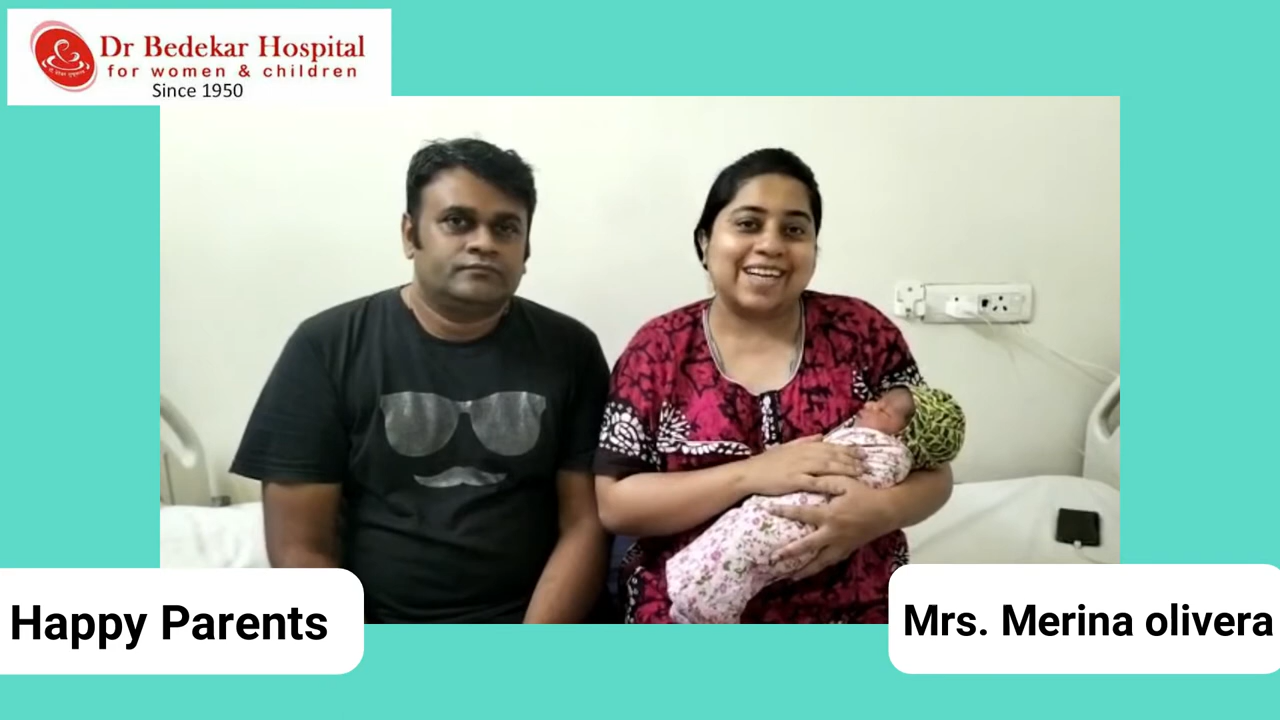 Dr Bedekar Hospital
for women & children
Since 1950
Happy Parents
Mrs. Merina olivera